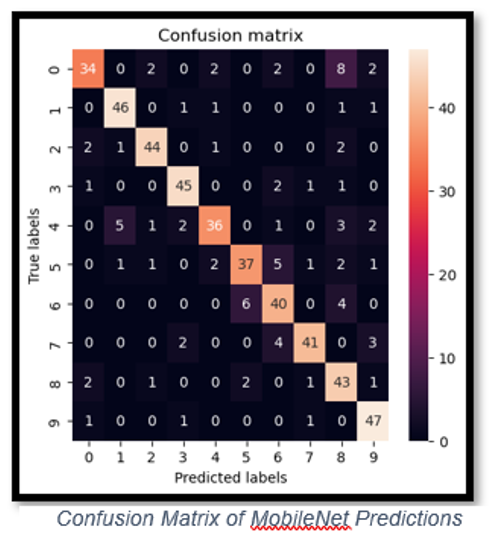 Confusion matrix
0 34 0 2 0 2 0 2 0 8 2
1 0 46 0 1 1 0 0 0 1 1
2 2 1 44 0 1 0 0 0 2 0
3 1 0 0 45 0 0 2 1 1 0
4 0 5 1 2 36 0 1 0 3 2
5 0 1 1 0 2 37 5 1 2 1
6 0 0 0 0 0 6 40 0 4 0
7 0 0 0 2 0 0 4 41 0 3
8 2 0 1 0 0 2 0 1 43 1
9 1 0 0 1 0 0 0 1 0 47
0 1 2 3 4 5 6 7 8 9
True labels
Predicted labels
40
30
20
10
0
Confusion Matrix of MobileNet Predictions